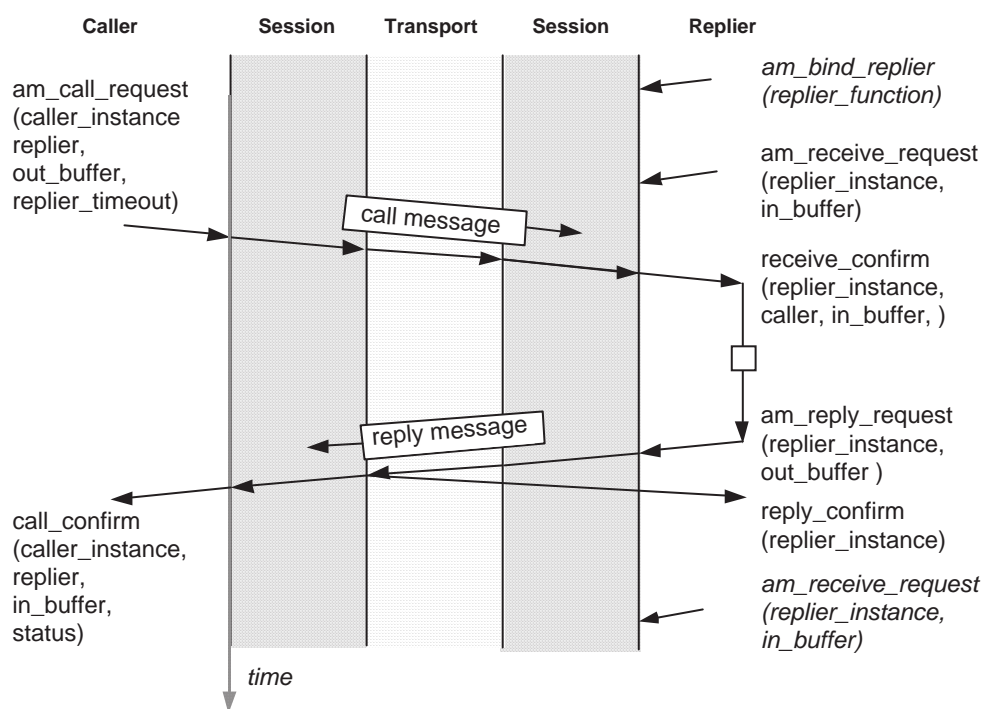 Caller
Session
Transport
Session
Replier
am_call_request
(caller_instance
replier,
out_buffer,
replier_timeout)
am_bind_replier
(replier_function)
am_receive_request
(replier_instance,
in_buffer)
call message
receive_confirm
(replier_instance,
caller, in_buffer, )
reply message
am_reply_request
(replier_instance,
out_buffer )
call_confirm
(caller_instance,
replier,
in_buffer,
status)
reply_confirm
(replier_instance)
am_receive_request
(replier_instance,
in_buffer)
time